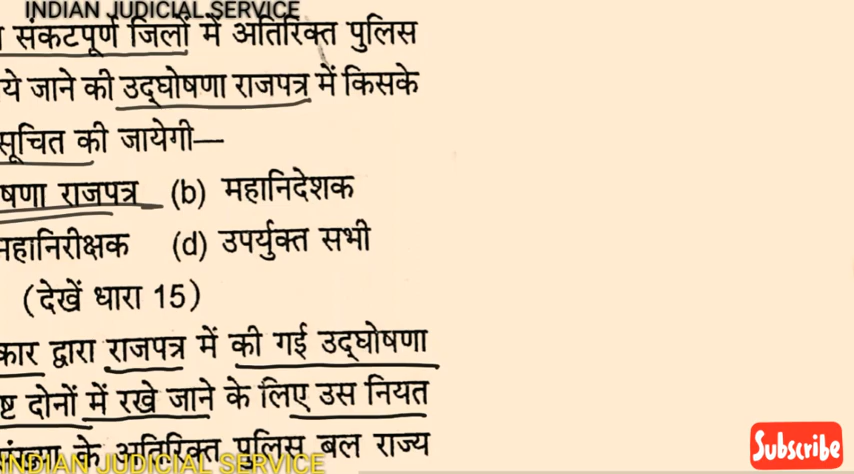 INDIAN JUDICIAL SERVICE
संकटपूर्ण जिलों में अतिरिक्त पुलिस
ये जाने की उद्घोषणा राजपत्र में किसके
सूचित की जायेगी—
षणा राजपत्र (b) महानिदेशक
महानिरीक्षक (d) उपर्युक्त सभी
(देखें धारा 15)
कार द्वारा राजपत्र में की गई उद्घोषणा
ष्ट दोनों में रखे जाने के लिए उस नियत
के अतिरिक्त पुलिस बल राज्य
INDIAN JUDICIAL SERVICE
Subscribe